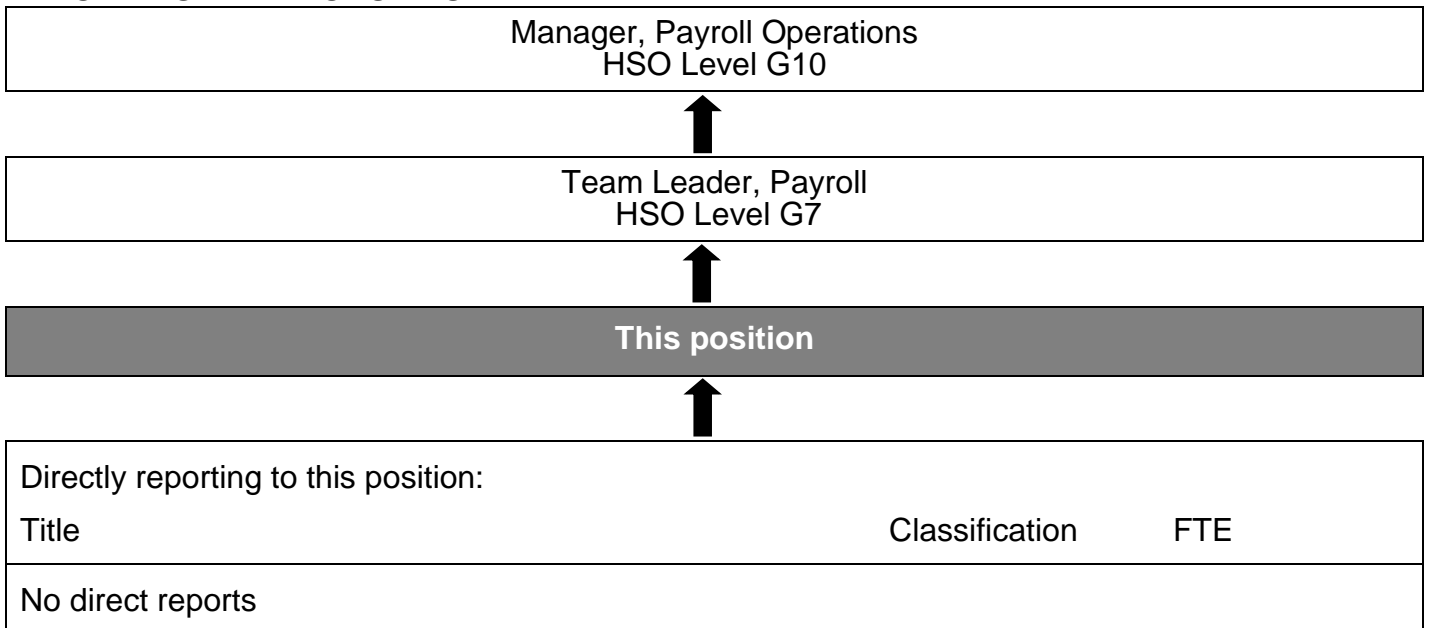 Manager, Payroll Operations
HSO Level G10
Team Leader, Payroll
HSO Level G7
This position
Directly reporting to this position:
Title Classification FTE
No direct reports